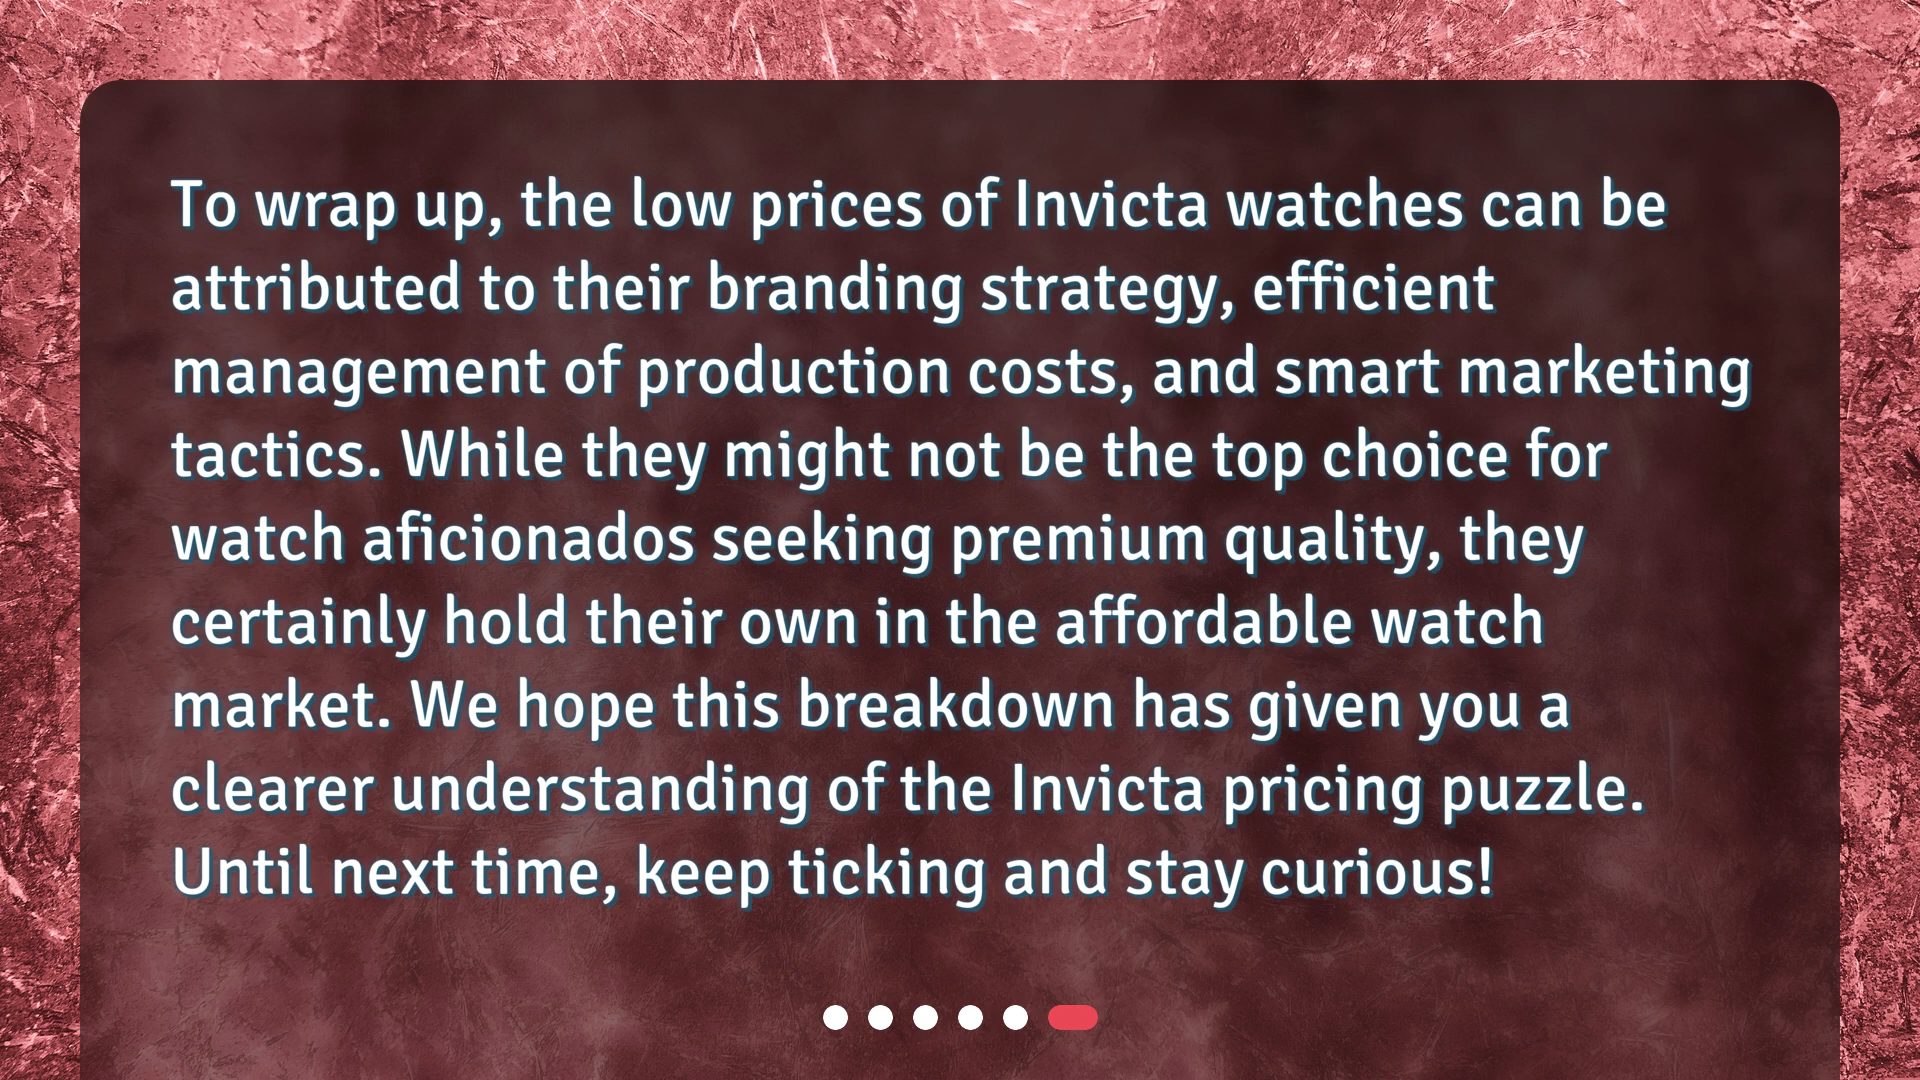 To wrap up, the low prices of Invicta watches can be
attributed to their branding strategy, efficient
management of production costs, and smart marketing
tactics. While they might not be the top choice for
watch aficionados seeking premium quality, they
certainly hold their own in the affordable watch
market. We hope this breakdown has given you a
clearer understanding of the Invicta pricing puzzle.
Until next time, keep ticking and stay curious!